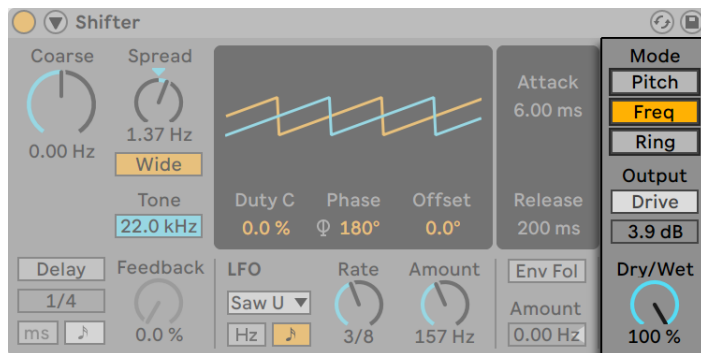 Shifter
Coarse
0.00 Hz
Spread
1.37 Hz
Wide
Tone
22.0 kHz
Duty C
0.0 %
Phase
180°
Offset
0.0°
Attack
6.00 ms
Release
200 ms
Mode
Pitch
Freq
Ring
Output
Drive
3.9 dB
Dry/Wet
100 %
Delay
1/4
ms
Feedback
0.0 %
LFO
Saw U
Hz
Rate
3/8
Amount
157 Hz
Env Fol
Amount
0.00 Hz